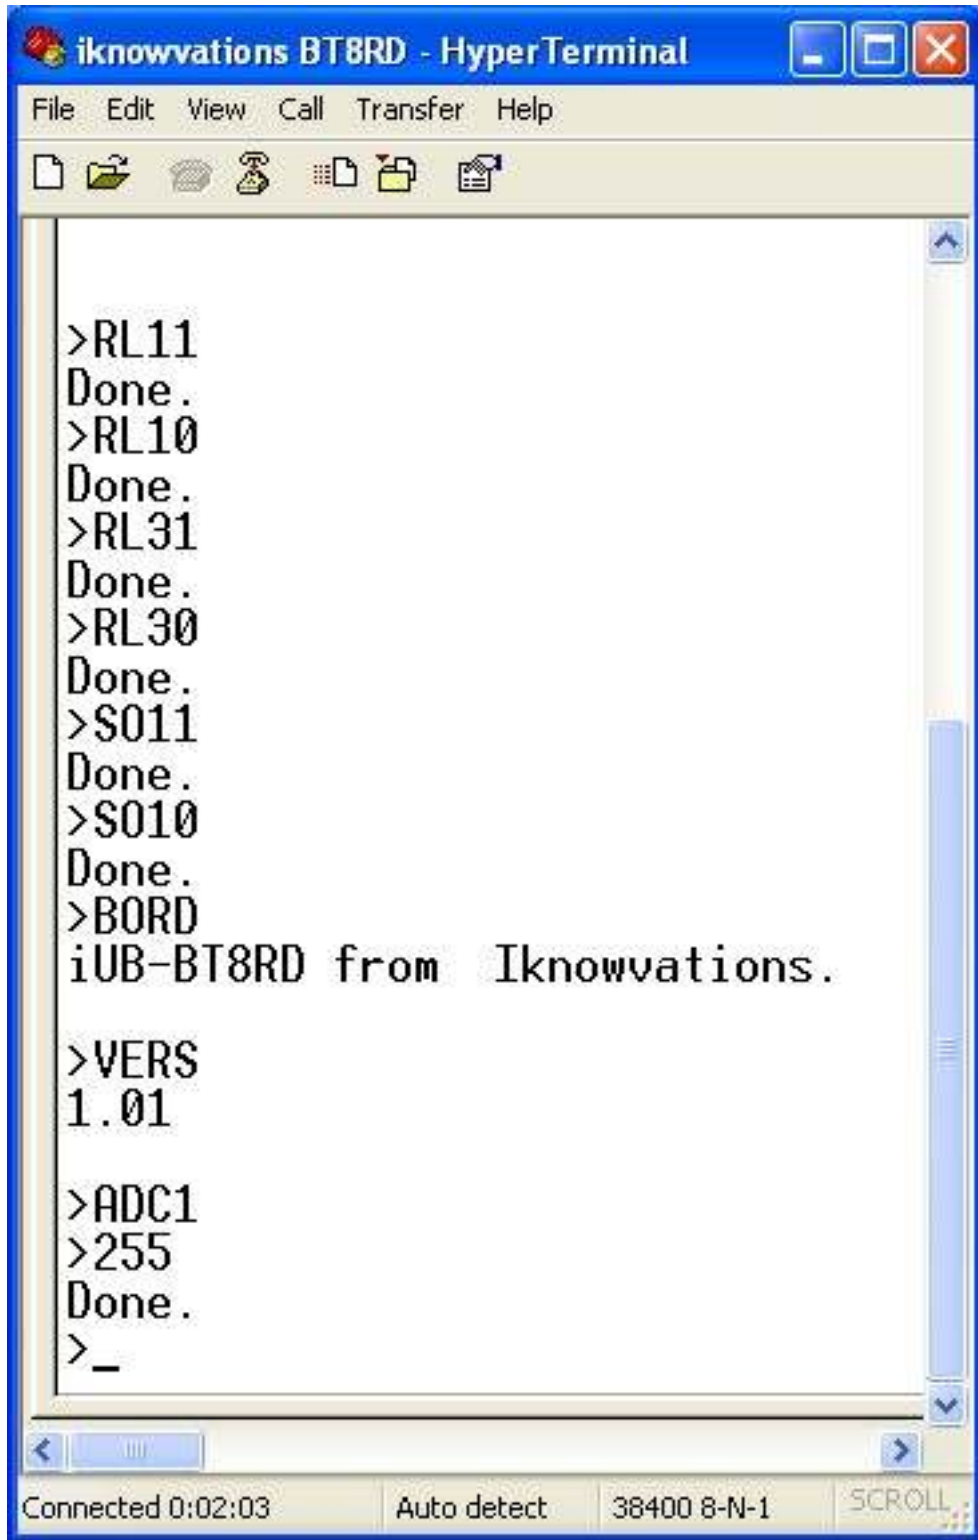 iknowvations BT8RD - HyperTerminal
File Edit View Call Transfer Help
>RL11
Done.
>RL10
Done.
>RL31
Done.
>RL30
Done.
>SO11
Done.
>SO10
Done.
>BORD
iUB-BT8RD from  Iknowvations.
>VERS
1.01
>ADC1
>255
Done.
>_
Connected 0:02:03 Auto detect 38400 8-N-1 SCROLL